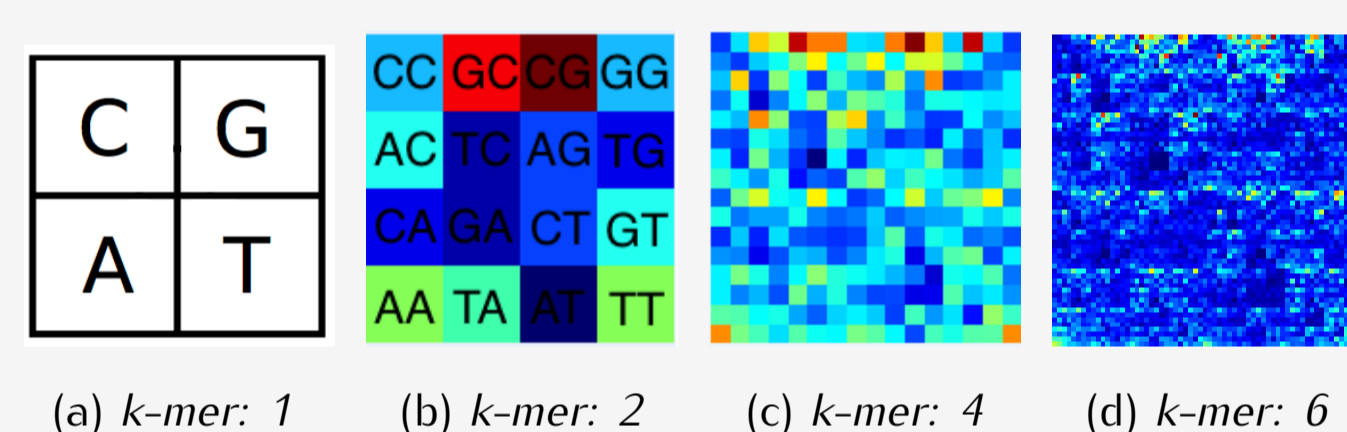 C G
A T
CC GC CG GG
AC TC AG TG
CA GA CT GT
AA TA AT TT
(a) k-mer: 1
(b) k-mer: 2
(c) k-mer: 4
(d) k-mer: 6